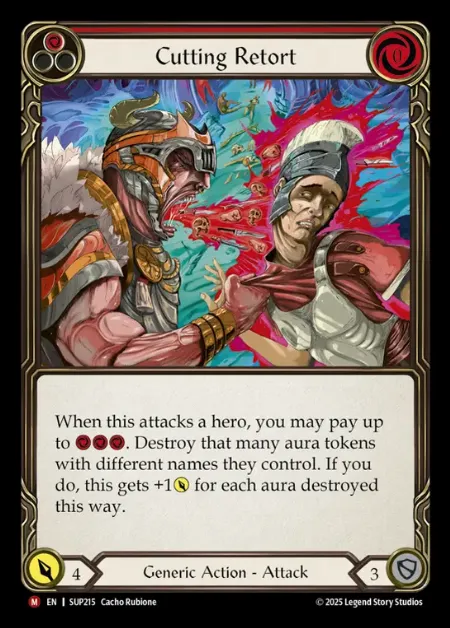 Cutting Retort
0
When this attacks a hero, you may pay up
to . Destroy that many aura tokens
with different names they control. If you
do, this gets +1 for each aura destroyed
this way.
4
Generic Action - Attack
3
M EN | SUP215 Cacho Rubione
© 2025 Legend Story Studios